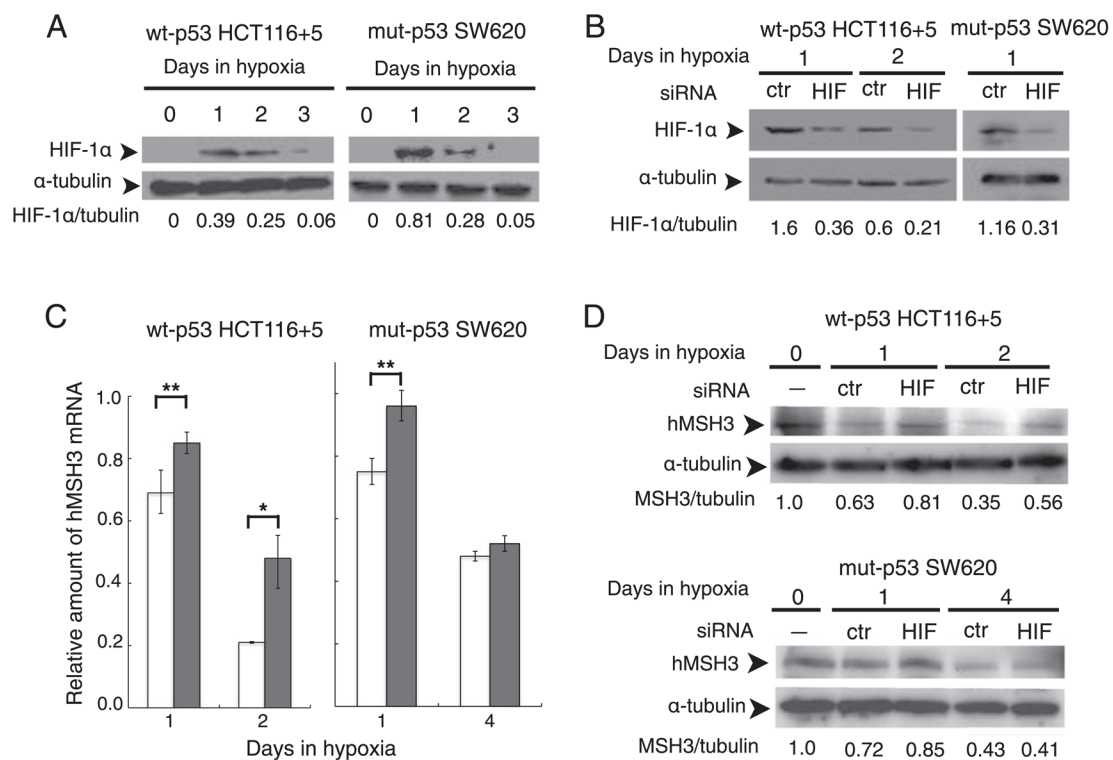 A
wt-p53 HCT116+5
mut-p53 SW620
Days in hypoxia
Days in hypoxia
0 1 2 3
0 1 2 3
HIF-1α
α-tubulin
HIF-1α/tubulin 0 0.39 0.25 0.06 0 0.81 0.28 0.05
B
wt-p53 HCT116+5 mut-p53 SW620
Days in hypoxia 1 2 1
siRNA ctr HIF ctr HIF ctr HIF
HIF-1α
α-tubulin
HIF-1α/tubulin 1.6 0.36 0.6 0.21 1.16 0.31
C
wt-p53 HCT116+5
mut-p53 SW620
Relative amount of hMSH3 mRNA
1.0
0.8
0.6
0.4
0.2
0.0
**
*
**
1 2 1 4
Days in hypoxia
D
wt-p53 HCT116+5
Days in hypoxia 0 1 2
siRNA — ctr HIF ctr HIF
hMSH3
α-tubulin
MSH3/tubulin 1.0 0.63 0.81 0.35 0.56
mut-p53 SW620
Days in hypoxia 0 1 4
siRNA — ctr HIF ctr HIF
hMSH3
α-tubulin
MSH3/tubulin 1.0 0.72 0.85 0.43 0.41